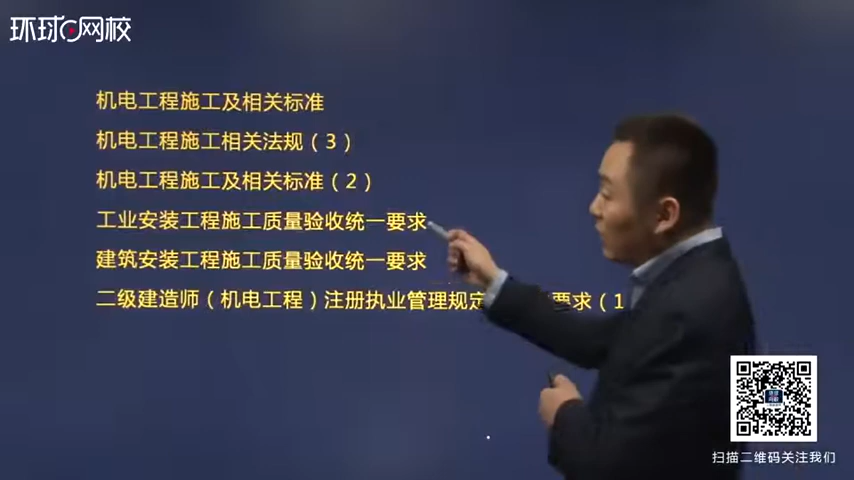 环球网校
机电工程施工及相关标准
机电工程施工相关法规（3）
机电工程施工及相关标准（2）
工业安装工程施工质量验收统一要求
建筑安装工程施工质量验收统一要求
二级建造师（机电工程）注册执业管理规定 要求（1
扫描二维码关注我们